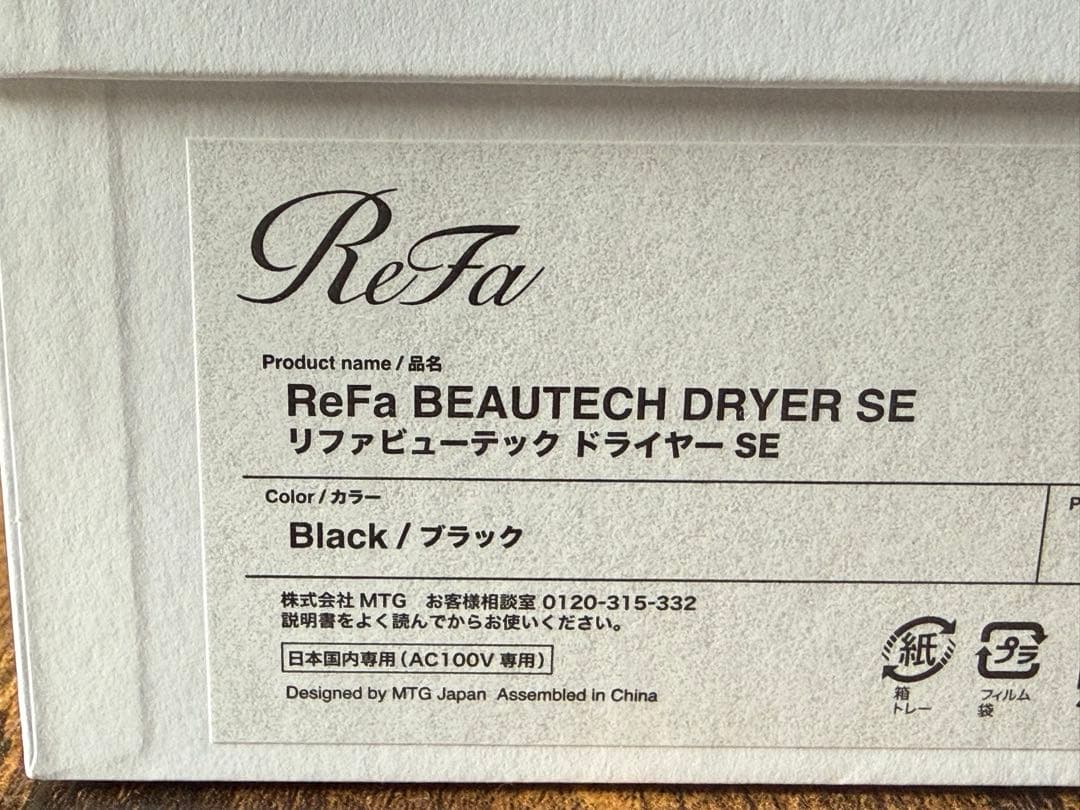 ReFa
Product name / 品名
ReFa BEAUTECH DRYER SE
リファビューテック ドライヤー SE
Color / カラー
P
Black / ブラック
株式会社 MTG お客様相談室 0120-315-332
説明書をよく読んでからお使いください。
日本国内専用（AC100V 専用）
Designed by MTG Japan Assembled in China
紙
プラ
箱
トレー
フィルム
袋